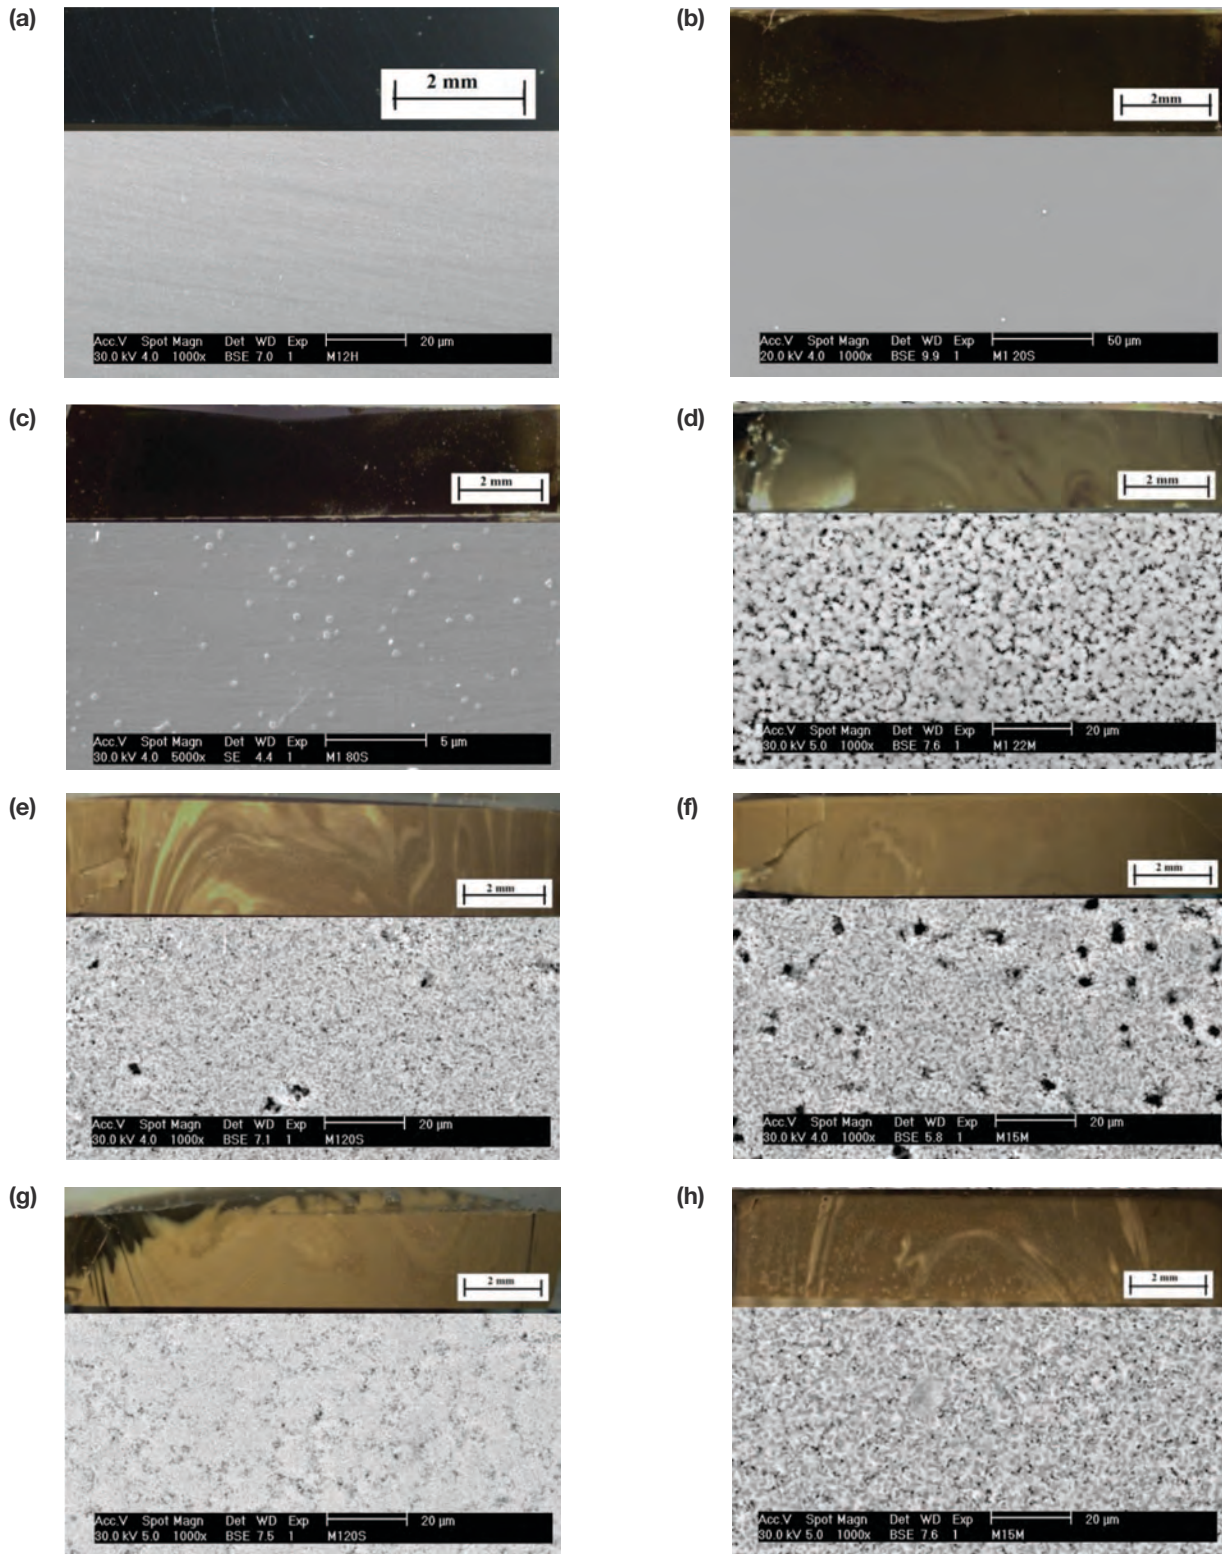 (a)
2 mm
Acc.V Spot Magn Det WD Exp 20 µm
30.0 kV 4.0 1000x BSE 7.0 1 M12H
(b)
2mm
Acc.V Spot Magn Det WD Exp 50 µm
20.0 kV 4.0 1000x BSE 9.9 1 M1 20S
(c)
2 mm
Acc.V Spot Magn Det WD Exp 5 µm
30.0 kV 4.0 5000x SE 4.4 1 M1 80S
(d)
2 mm
Acc.V Spot Magn Det WD Exp 20 µm
30.0 kV 5.0 1000x BSE 7.6 1 M1 22M
(e)
2 mm
Acc.V Spot Magn Det WD Exp 20 µm
30.0 kV 4.0 1000x BSE 7.1 1 M120S
(f)
2 mm
Acc.V Spot Magn Det WD Exp 20 µm
30.0 kV 4.0 1000x BSE 5.8 1 M15M
(g)
2 mm
Acc.V Spot Magn Det WD Exp 20 µm
30.0 kV 5.0 1000x BSE 7.5 1 M120S
(h)
2 mm
Acc.V Spot Magn Det WD Exp 20 µm
30.0 kV 5.0 1000x BSE 7.6 1 M15M